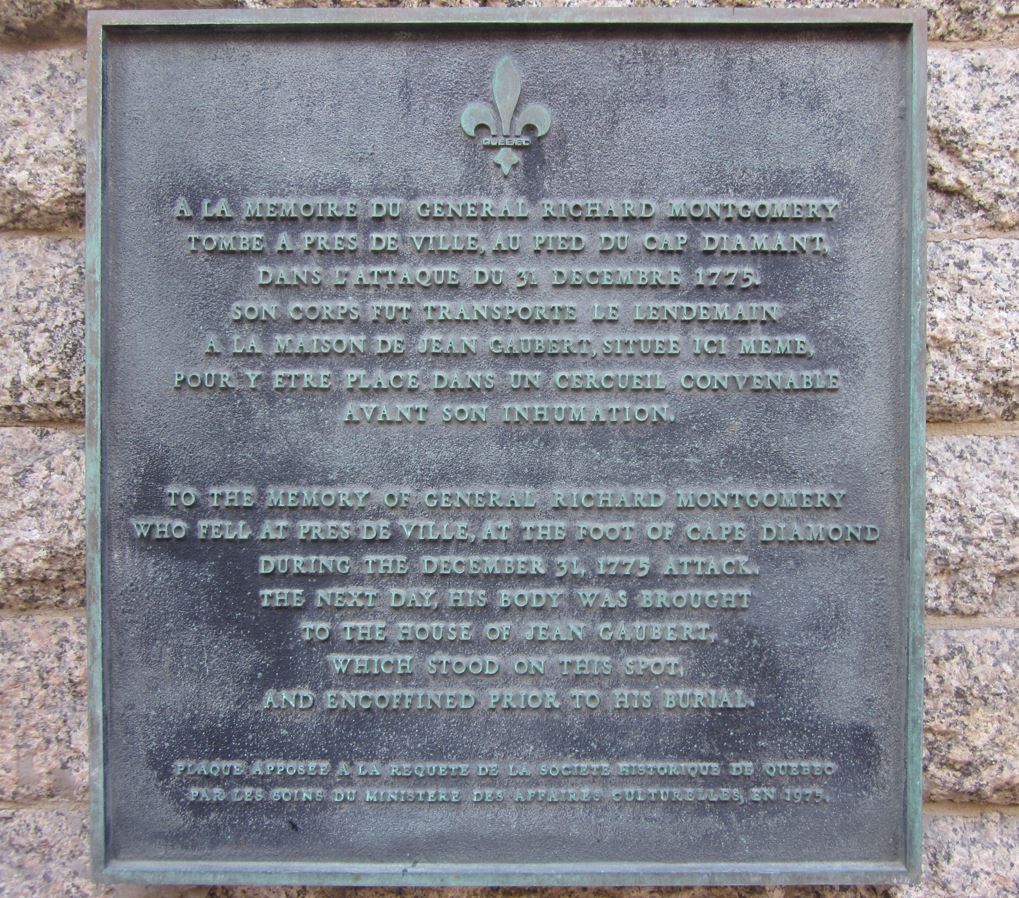 QUEBEC
A LA MEMOIRE DU GENERAL RICHARD MONTGOMERY
TOMBE A PRES DE VILLE, AU PIED DU CAP DIAMANT,
DANS L'ATTAQUE DU 31 DECEMBRE 1775.
SON CORPS FUT TRANSPORTE LE LENDEMAIN
A LA MAISON DE JEAN GAUBERT, SITUEE ICI MEME,
POUR Y ETRE PLACE DANS UN CERCUEIL CONVENABLE
AVANT SON INHUMATION.
TO THE MEMORY OF GENERAL RICHARD MONTGOMERY
WHO FELL AT PRES DE VILLE, AT THE FOOT OF CAPE DIAMOND
DURING THE DECEMBER 31, 1775 ATTACK.
THE NEXT DAY, HIS BODY WAS BROUGHT
TO THE HOUSE OF JEAN GAUBERT,
WHICH STOOD ON THIS SPOT,
AND ENCOFFINED PRIOR TO HIS BURIAL.
PLAQUE APPOSEE A LA REQUETE DE LA SOCIETE HISTORIQUE DE QUEBEC
PAR LES SOINS DU MINISTERE DES AFFAIRES CULTURELLES, EN 1975.